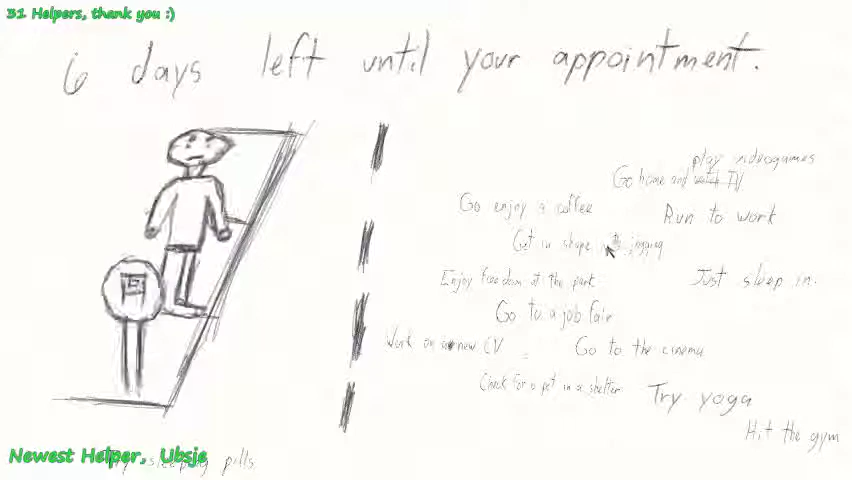 31 Helpers, thank you :)
6 days left until your appointment.
play videogames
Go home and watch TV
Go enjoy a coffee
Run to work
Get in shape jogging
Enjoy freedom at the park
Just sleep in.
Go to a job fair
Work on new CV
Go to the cinema
Check for a pet in a shelter
Try yoga
Hit the gym
Newest Helper, Ubsje
sleeping pills